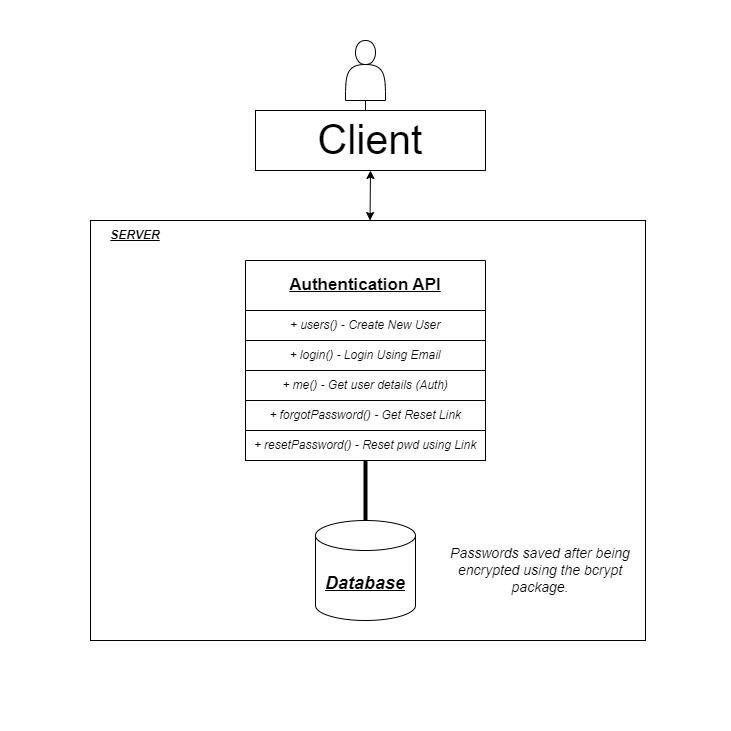 Client
SERVER
Authentication API
+ users() - Create New User
+ login() - Login Using Email
+ me() - Get user details (Auth)
+ forgotPassword() - Get Reset Link
+ resetPassword() - Reset pwd using Link
Database
Passwords saved after being
encrypted using the bcrypt
package.